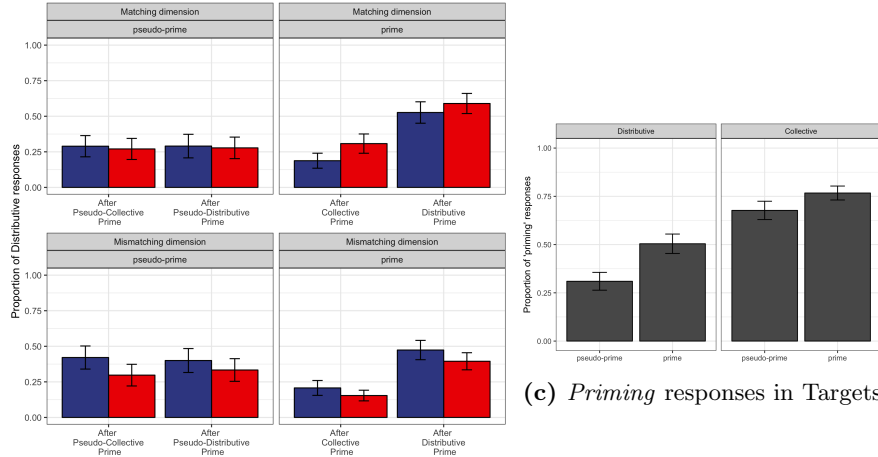 Matching dimension
pseudo-prime
Matching dimension
prime
Proportion of Distributive responses
1.00
0.75
0.50
0.25
0.00
After
Pseudo-Collective
Prime
After
Pseudo-Distributive
Prime
After
Collective
Prime
After
Distributive
Prime
Mismatching dimension
pseudo-prime
Mismatching dimension
prime
1.00
0.75
0.50
0.25
0.00
After
Pseudo-Collective
Prime
After
Pseudo-Distributive
Prime
After
Collective
Prime
After
Distributive
Prime
Distributive
Collective
Proportion of 'priming' responses
1.00
0.75
0.50
0.25
0.00
pseudo-prime
prime
pseudo-prime
prime
(c) Priming responses in Targets